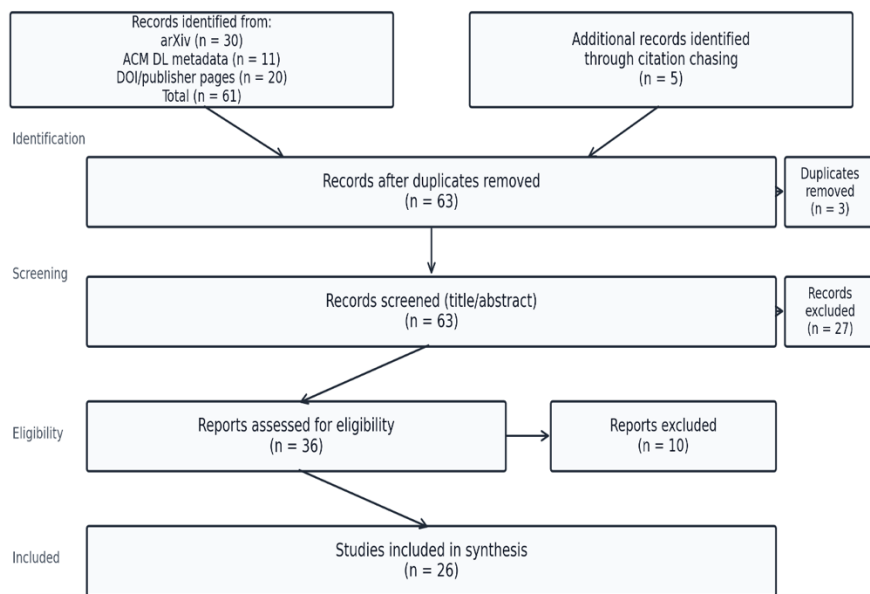 Records identified from:
arXiv (n = 30)
ACM DL metadata (n = 11)
DOI/publisher pages (n = 20)
Total (n = 61)
Additional records identified
through citation chasing
(n = 5)
Identification
Records after duplicates removed
(n = 63)
Duplicates
removed
(n = 3)
Screening
Records screened (title/abstract)
(n = 63)
Records
excluded
(n = 27)
Eligibility
Reports assessed for eligibility
(n = 36)
Reports excluded
(n = 10)
Included
Studies included in synthesis
(n = 26)